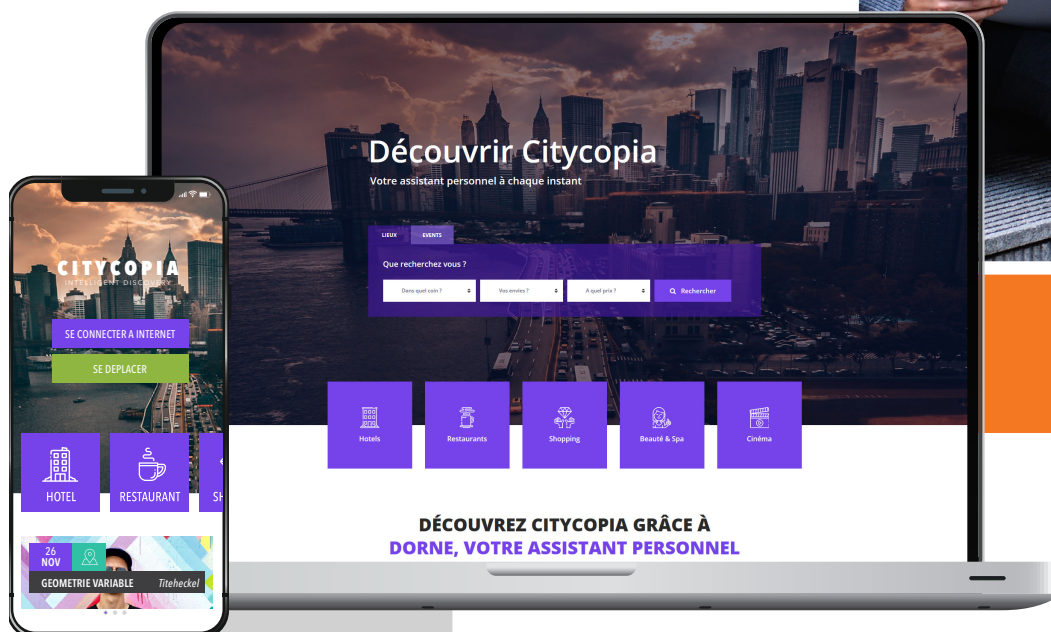 Découvrir Citycopia
Votre assistant personnel à chaque instant
LIEUX EVENTS
Que recherchez vous ?
Dans quel coin ? Vos envies ? A quel prix ? Rechercher
Hotels Restaurants Shopping Beauté & Spa Cinéma
DÉCOUVREZ CITYCOPIA GRÂCE À
DORNE, VOTRE ASSISTANT PERSONNEL
CITYCOPIA
INTELLIGENT DISCOVERY
SE CONNECTER A INTERNET
SE DEPLACER
HOTEL RESTAURANT SH
26
NOV
GEOMETRIE VARIABLE Titeheckel